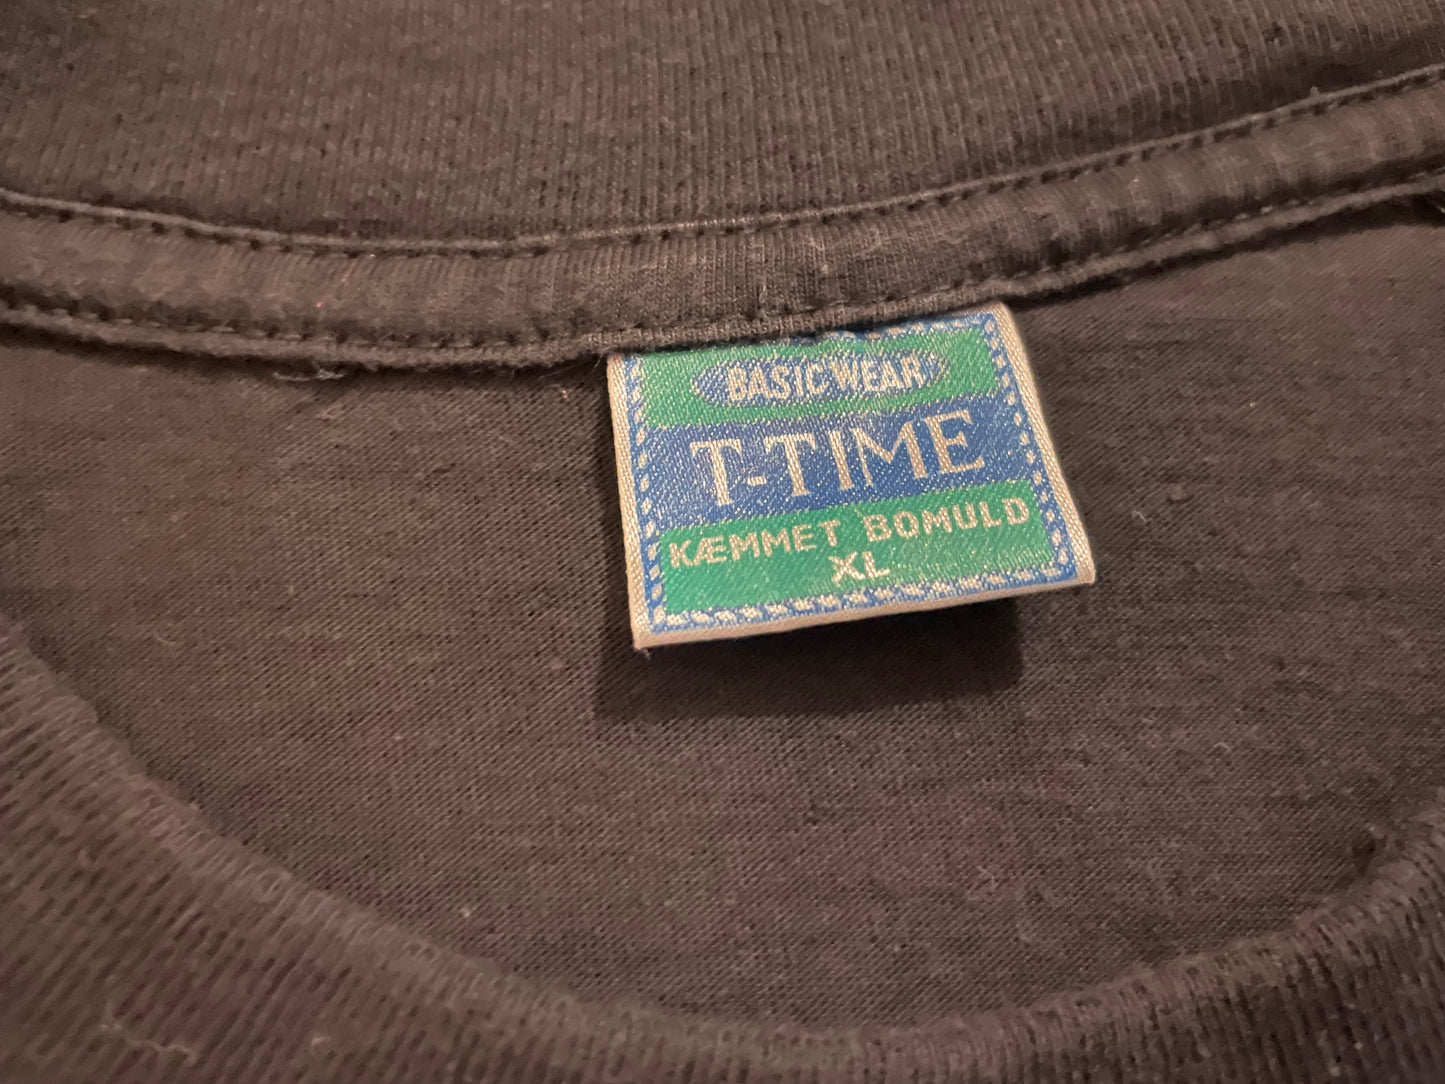 BASIC WEAR
T-TIME
KÆMMET BOMULD
XL